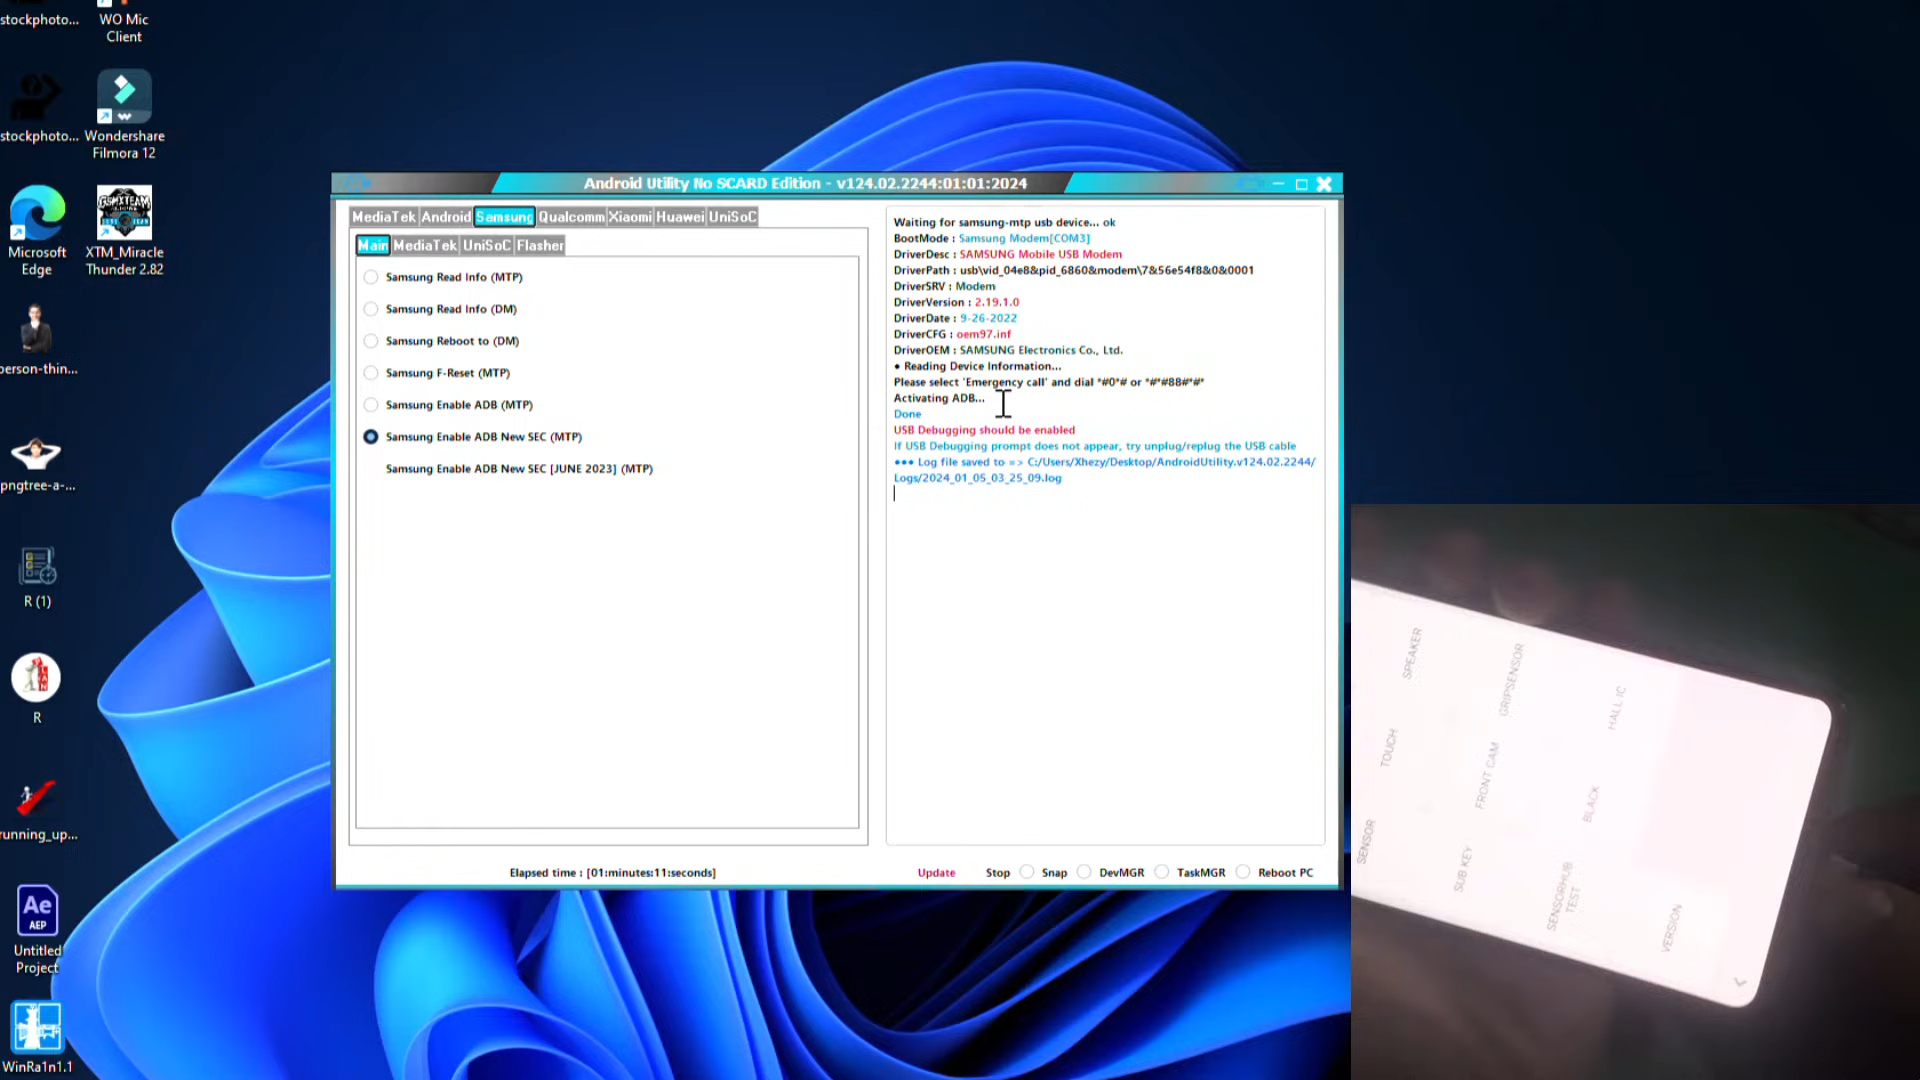 stockphoto...
WO Mic
Client
stockphoto...
Wondershare
Filmora 12
Microsoft
Edge
XTM_Miracle
Thunder 2.82
person-thin...
pngtree-a-...
R (1)
R
running_up...
Ae
AEP
Untitled
Project
WinRa1n1.1
Android Utility No SCARD Edition - v124.02.2244:01:01:2024
MediaTek Android Samsung Qualcomm Xiaomi Huawei UniSoC
Main MediaTek UniSoC Flasher
Samsung Read Info (MTP)
Samsung Read Info (DM)
Samsung Reboot to (DM)
Samsung F-Reset (MTP)
Samsung Enable ADB (MTP)
Samsung Enable ADB New SEC (MTP)
Samsung Enable ADB New SEC [JUNE 2023] (MTP)
Waiting for samsung-mtp usb device... ok
BootMode : Samsung Modem[COM3]
DriverDesc : SAMSUNG Mobile USB Modem
DriverPath : usb\vid_04e8&pid_6860&modem\7&56e54f8&0&0001
DriverSRV : Modem
DriverVersion : 2.19.1.0
DriverDate : 9-26-2022
DriverCFG : oem97.inf
DriverOEM : SAMSUNG Electronics Co., Ltd.
• Reading Device Information...
Please select 'Emergency call' and dial *#0*# or *#*#88#*#*
Activating ADB...
Done
USB Debugging should be enabled
If USB Debugging prompt does not appear, try unplug/replug the USB cable
••• Log file saved to => C:/Users/Xhezy/Desktop/AndroidUtility.v124.02.2244/
Logs/2024_01_05_03_25_09.log
Elapsed time : [01:minutes:11:seconds]
Update Stop Snap DevMGR TaskMGR Reboot PC
SPEAKER
GRIPSENSOR
HALL IC
TOUCH
FRONT CAM
BLACK
SENSOR
SUB KEY
SENSORHUB
TEST
VERSION